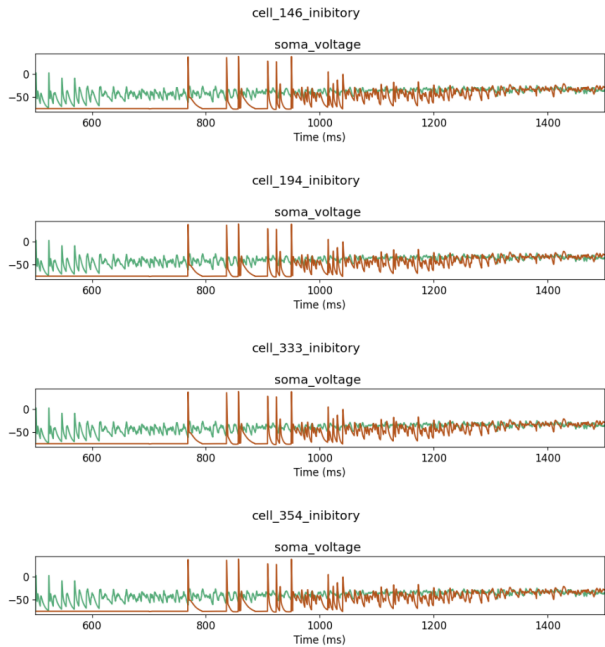 cell_146_inibitory
soma_voltage
0
−50
600 800 1000 1200 1400
Time (ms)
cell_194_inibitory
soma_voltage
0
−50
600 800 1000 1200 1400
Time (ms)
cell_333_inibitory
soma_voltage
0
−50
600 800 1000 1200 1400
Time (ms)
cell_354_inibitory
soma_voltage
0
−50
600 800 1000 1200 1400
Time (ms)